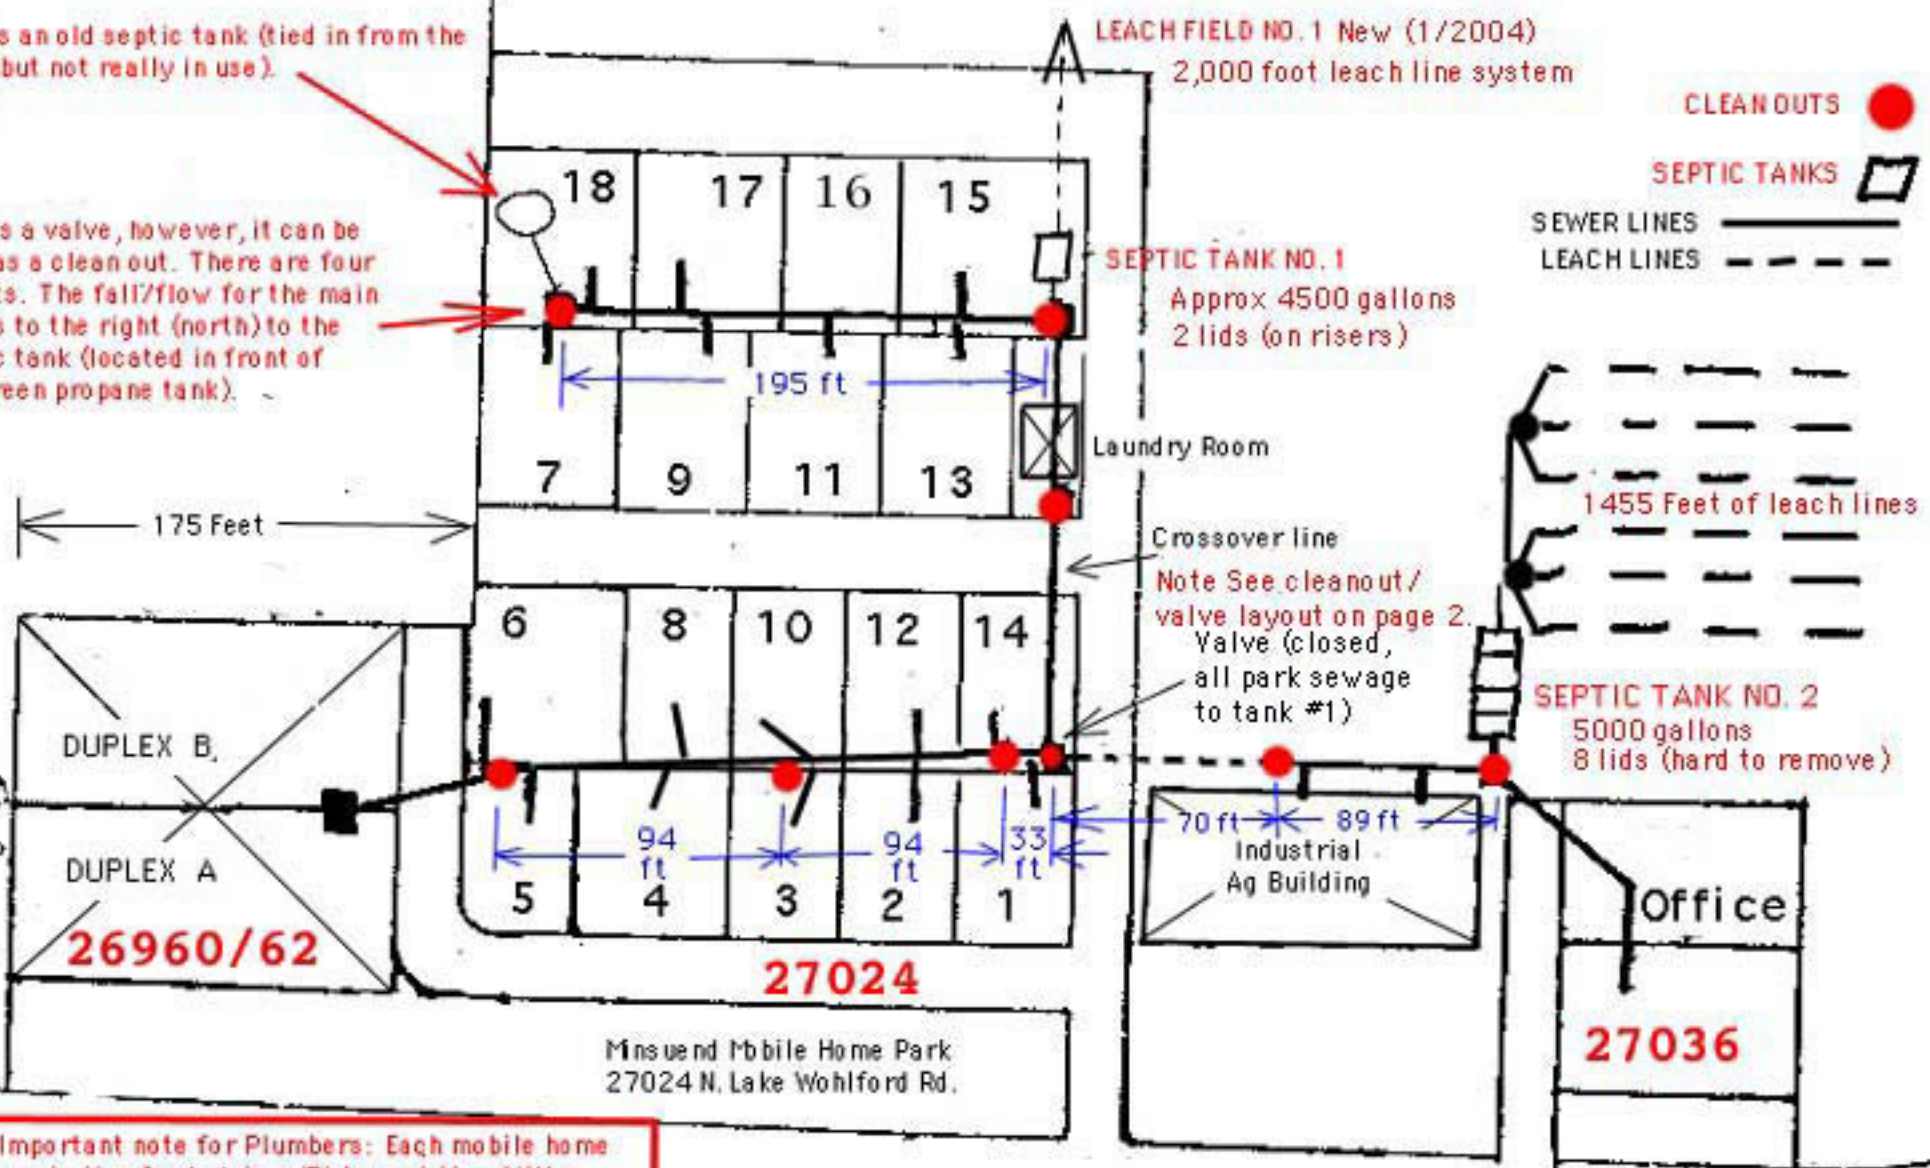 s an old septic tank (tied in from the
but not really in use).
s a valve, however, it can be
as a clean out. There are four
s. The fall/flow for the main
s to the right (north) to the
c tank (located in front of
reen propane tank).
LEACH FIELD NO. 1 New (1/2004)
2,000 foot leach line system
CLEAN OUTS
SEPTIC TANKS
SEWER LINES
LEACH LINES
18
17
16
15
SEPTIC TANK NO. 1
Approx 4500 gallons
2 lids (on risers)
195 ft
7
9
11
13
Laundry Room
175 Feet
1455 Feet of leach lines
Crossover line
Note See cleanout/
valve layout on page 2.
Valve (closed,
all park sewage
to tank #1)
6
8
10
12
14
SEPTIC TANK NO. 2
5000 gallons
8 lids (hard to remove)
DUPLEX B
DUPLEX A
26960/62
94
ft
94
ft
33
ft
70 ft
89 ft
Industrial
Ag Building
5
4
3
2
1
Office
27024
27036
Minsuend Mobile Home Park
27024 N. Lake Wohlford Rd.
Important note for Plumbers: Each mobile home